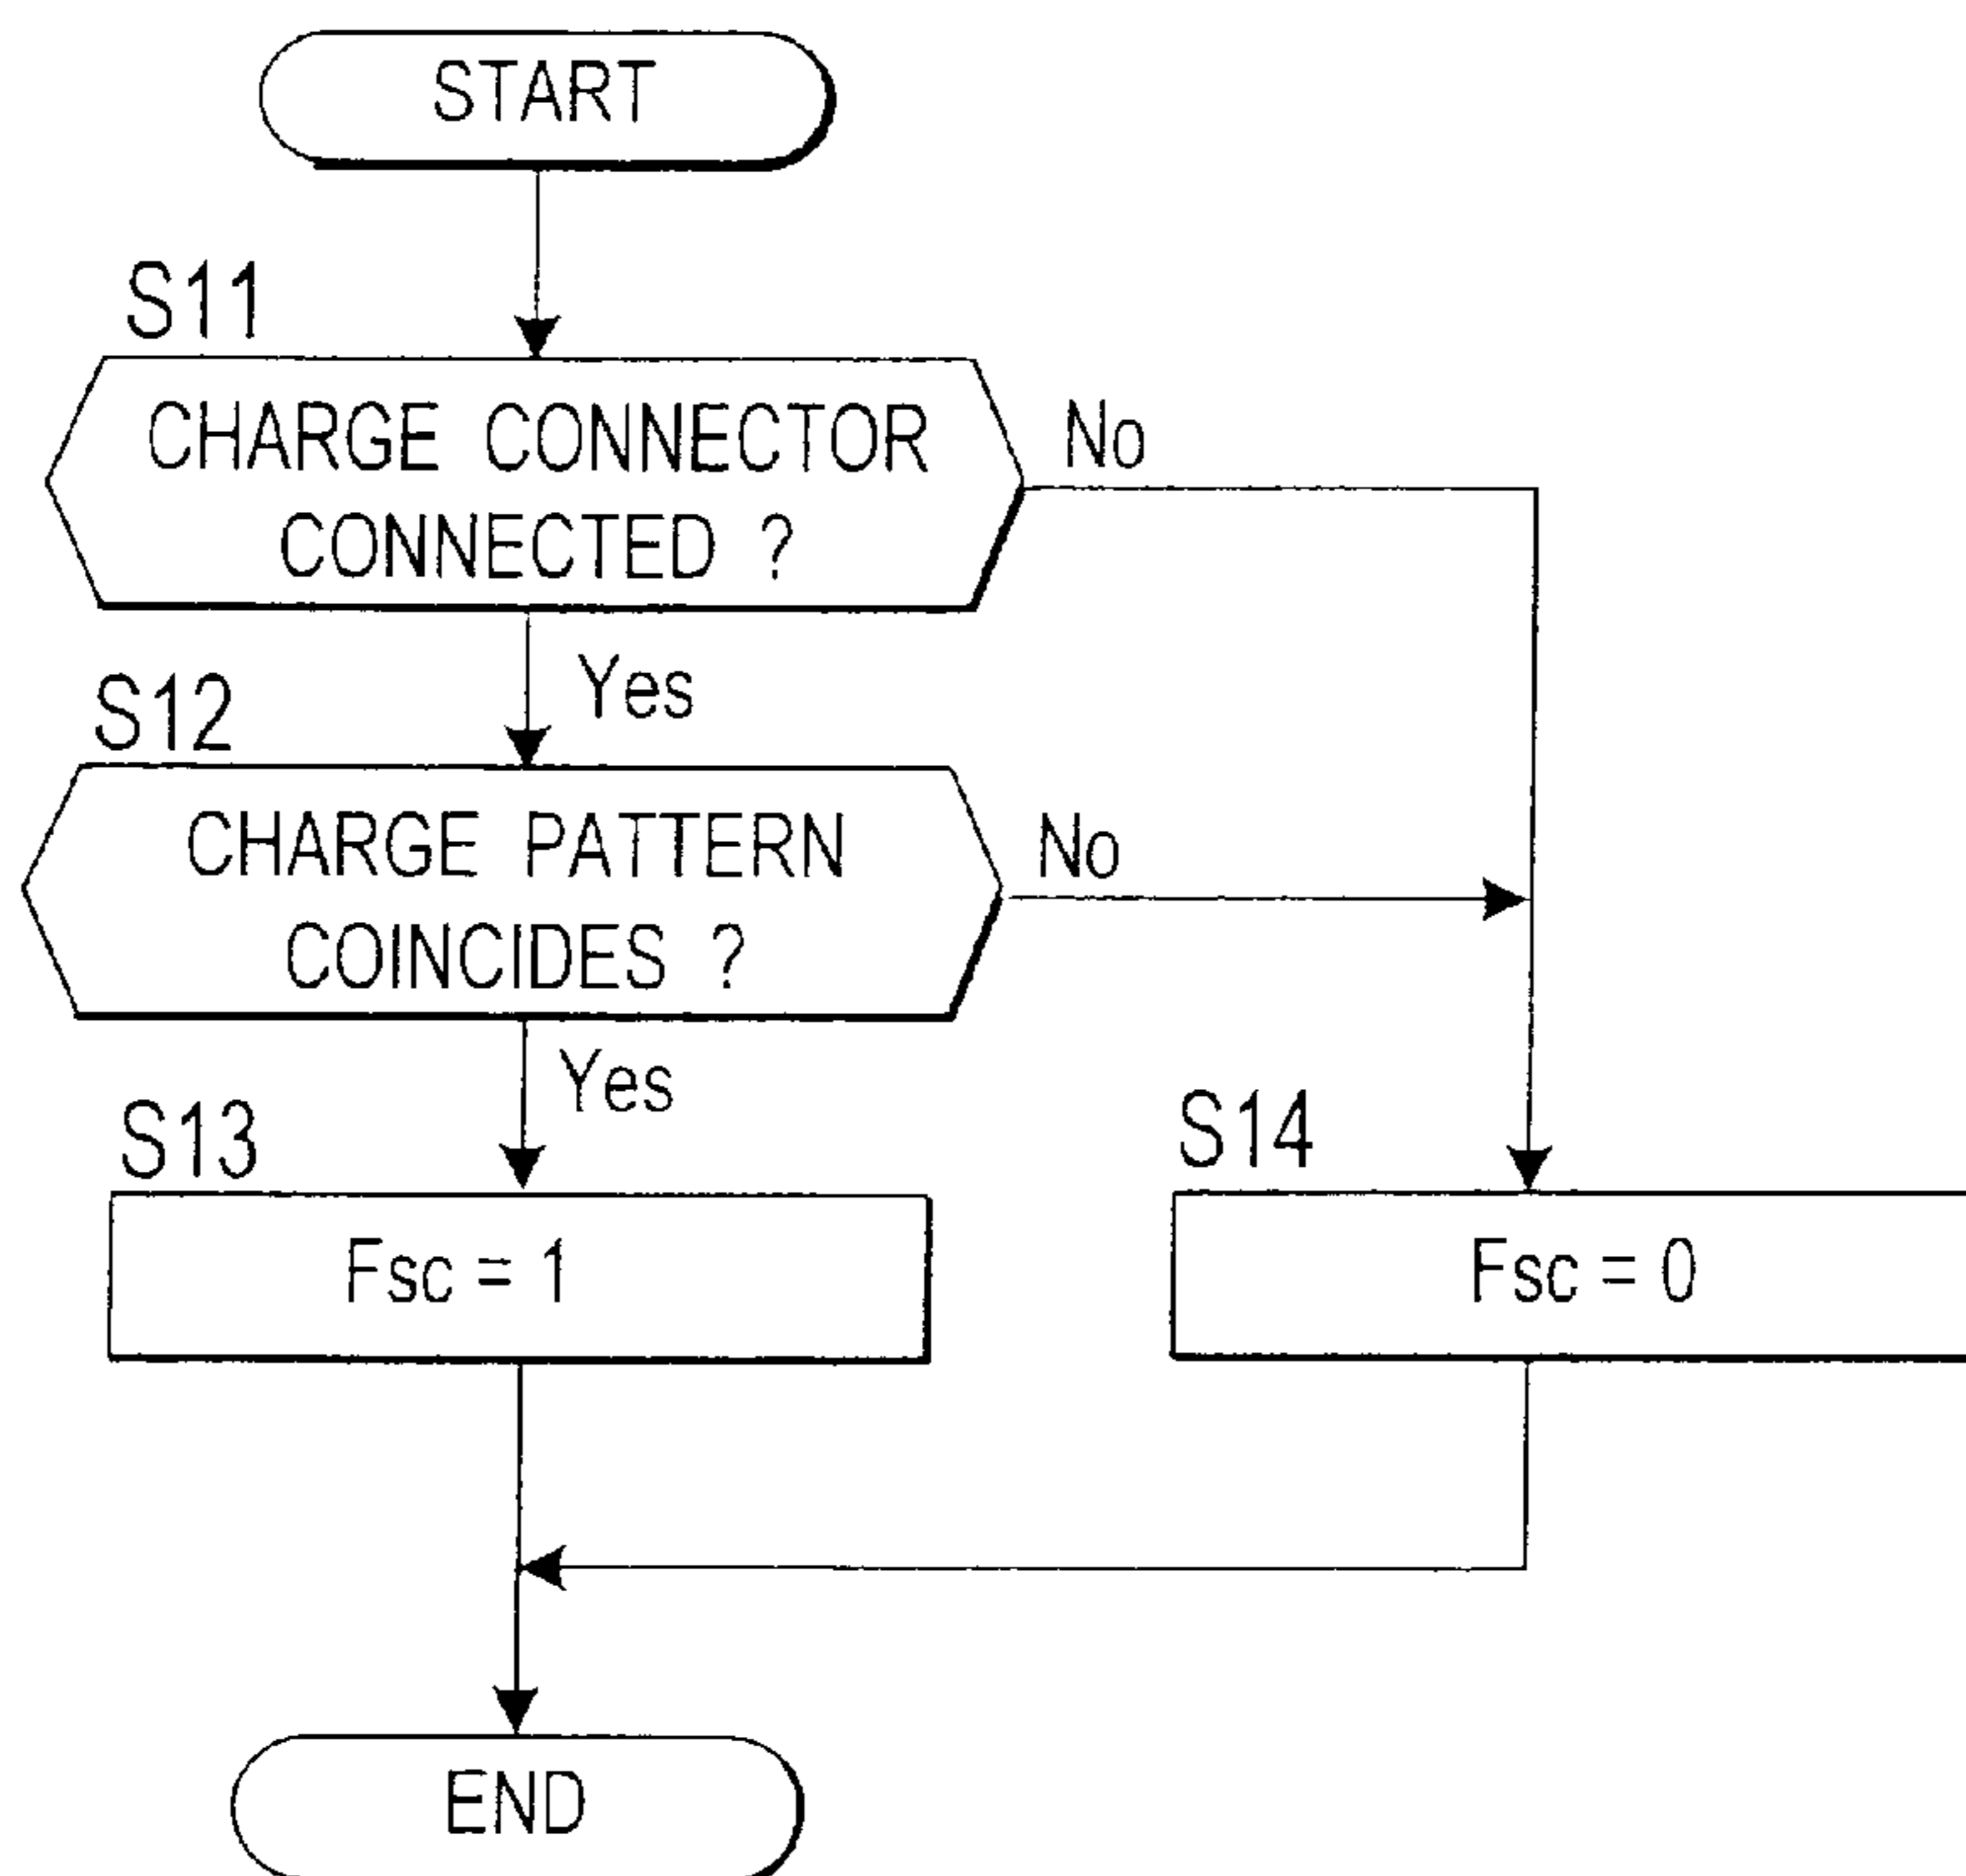 START
S11
CHARGE CONNECTOR
CONNECTED ?
No
Yes
S12
CHARGE PATTERN
COINCIDES ?
No
Yes
S13
Fsc = 1
S14
Fsc = 0
END